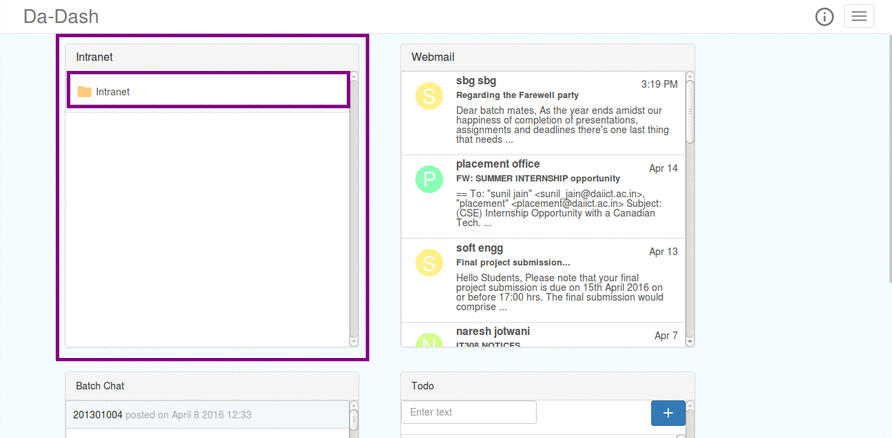 Da-Dash
Intranet
Intranet
Webmail
S
sbg sbg
3:19 PM
Regarding the Farewell party
Dear batch mates, As the year ends amidst our
happiness of completion of presentations,
assignments and deadlines there's one last thing
that needs ...
P
placement office
Apr 14
FW: SUMMER INTERNSHIP opportunity
== To: "sunil jain" <sunil_jain@daiict.ac.in>,
"placement" <placement@daiict.ac.in> Subject:
(CSE) Internship Opportunity with a Canadian
Tech. ...
S
soft engg
Apr 13
Final project submission...
Hello Students, Please note that your final
project submission is due on 15th April 2016 on
or before 17:00 hrs. The final submission would
comprise ...
N
naresh jotwani
Apr 7
IT308 NOTICES
Batch Chat
201301004 posted on April 8 2016 12:33
Todo
Enter text
+